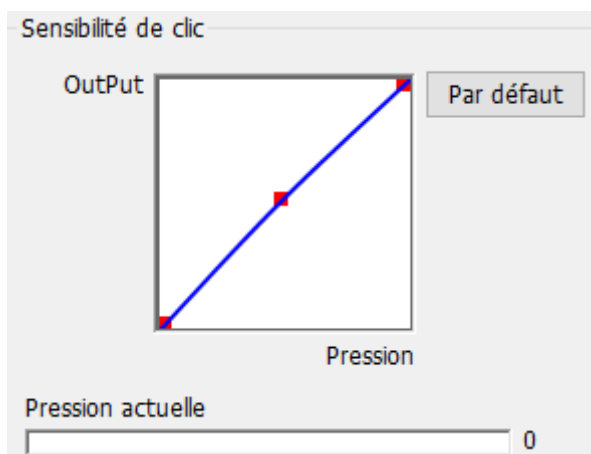 Sensibilité de clic
OutPut
Par défaut
Pression
Pression actuelle
0